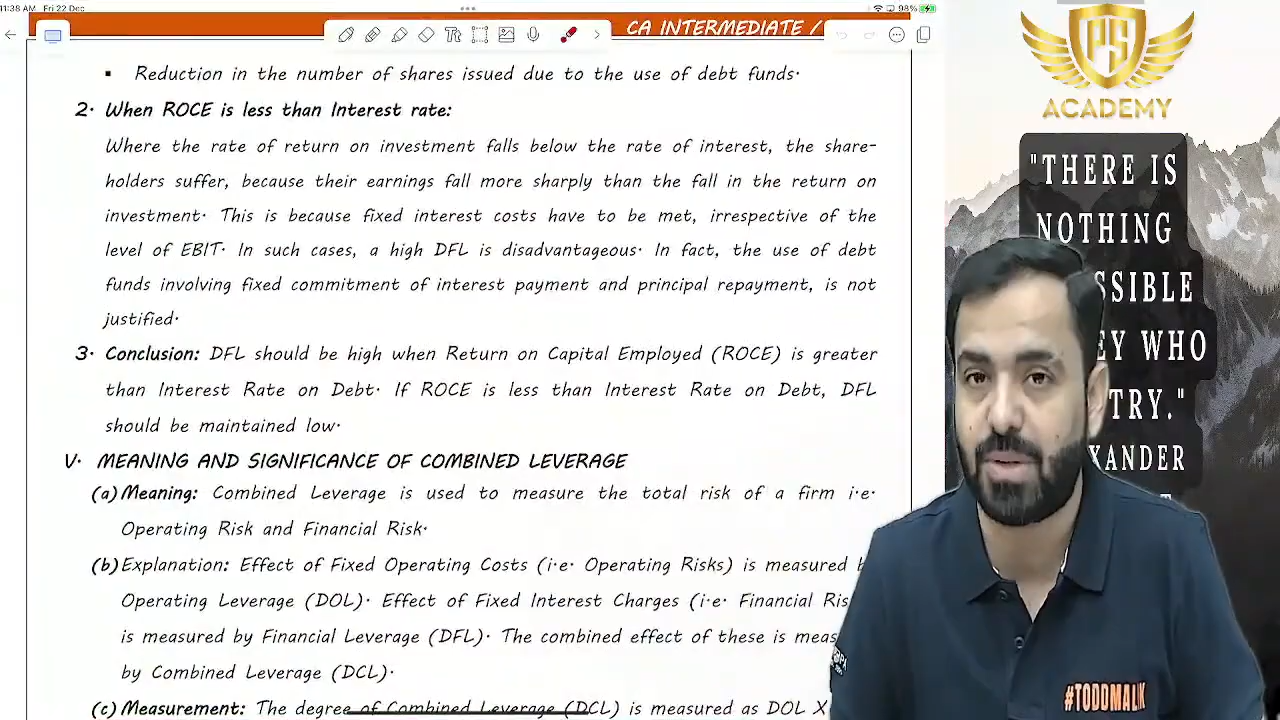 11:38 AM Fri 22 Dec
98%
CA INTERMEDIATE /
▪ Reduction in the number of shares issued due to the use of debt funds.
2. When ROCE is less than Interest rate:
Where the rate of return on investment falls below the rate of interest, the share-
holders suffer, because their earnings fall more sharply than the fall in the return on
investment. This is because fixed interest costs have to be met, irrespective of the
level of EBIT. In such cases, a high DFL is disadvantageous. In fact, the use of debt
funds involving fixed commitment of interest payment and principal repayment, is not
justified.
3. Conclusion: DFL should be high when Return on Capital Employed (ROCE) is greater
than Interest Rate on Debt. If ROCE is less than Interest Rate on Debt, DFL
should be maintained low.
V. MEANING AND SIGNIFICANCE OF COMBINED LEVERAGE
(a) Meaning: Combined Leverage is used to measure the total risk of a firm i.e.
Operating Risk and Financial Risk.
(b) Explanation: Effect of Fixed Operating Costs (i.e. Operating Risks) is measured
Operating Leverage (DOL). Effect of Fixed Interest Charges (i.e. Financial Ris
is measured by Financial Leverage (DFL). The combined effect of these is meas
by Combined Leverage (DCL).
(c) Measurement: The degree of Combined Leverage (DCL) is measured as DOL X
PS
ACADEMY
"THERE IS
NOTHING
SSIBLE
EY WHO
TRY."
XANDER
#TODDMALIK